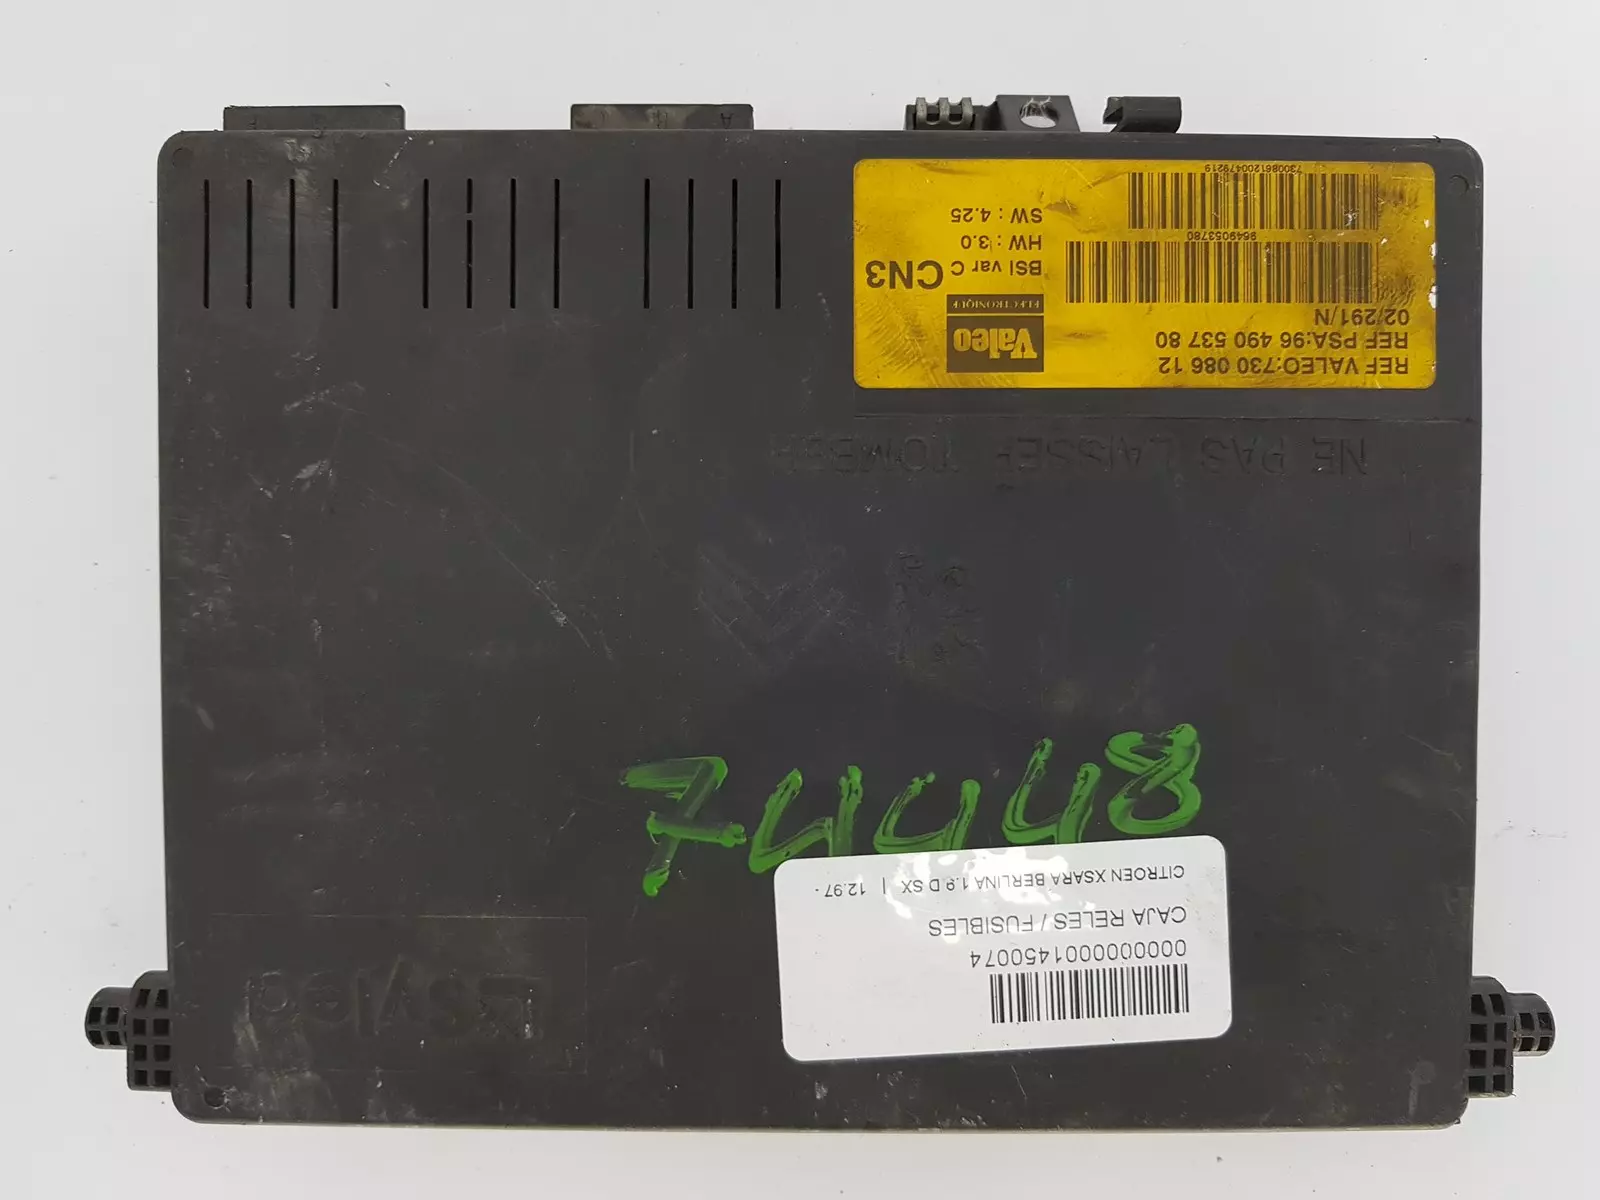 REF VALEO:730 086 12
REF PSA:96 490 537 80
02/291/N
Valeo
ELECTRONIQUE
9649053780
BSI var C
CN3
HW : 3.0
SW : 4.25
7300861200479219
NE PAS LAISSER TOMBER
74448
0000000001450074
CAJA RELES / FUSIBLES
CITROEN XSARA BERLINA 1.9 D SX | 12.97 -